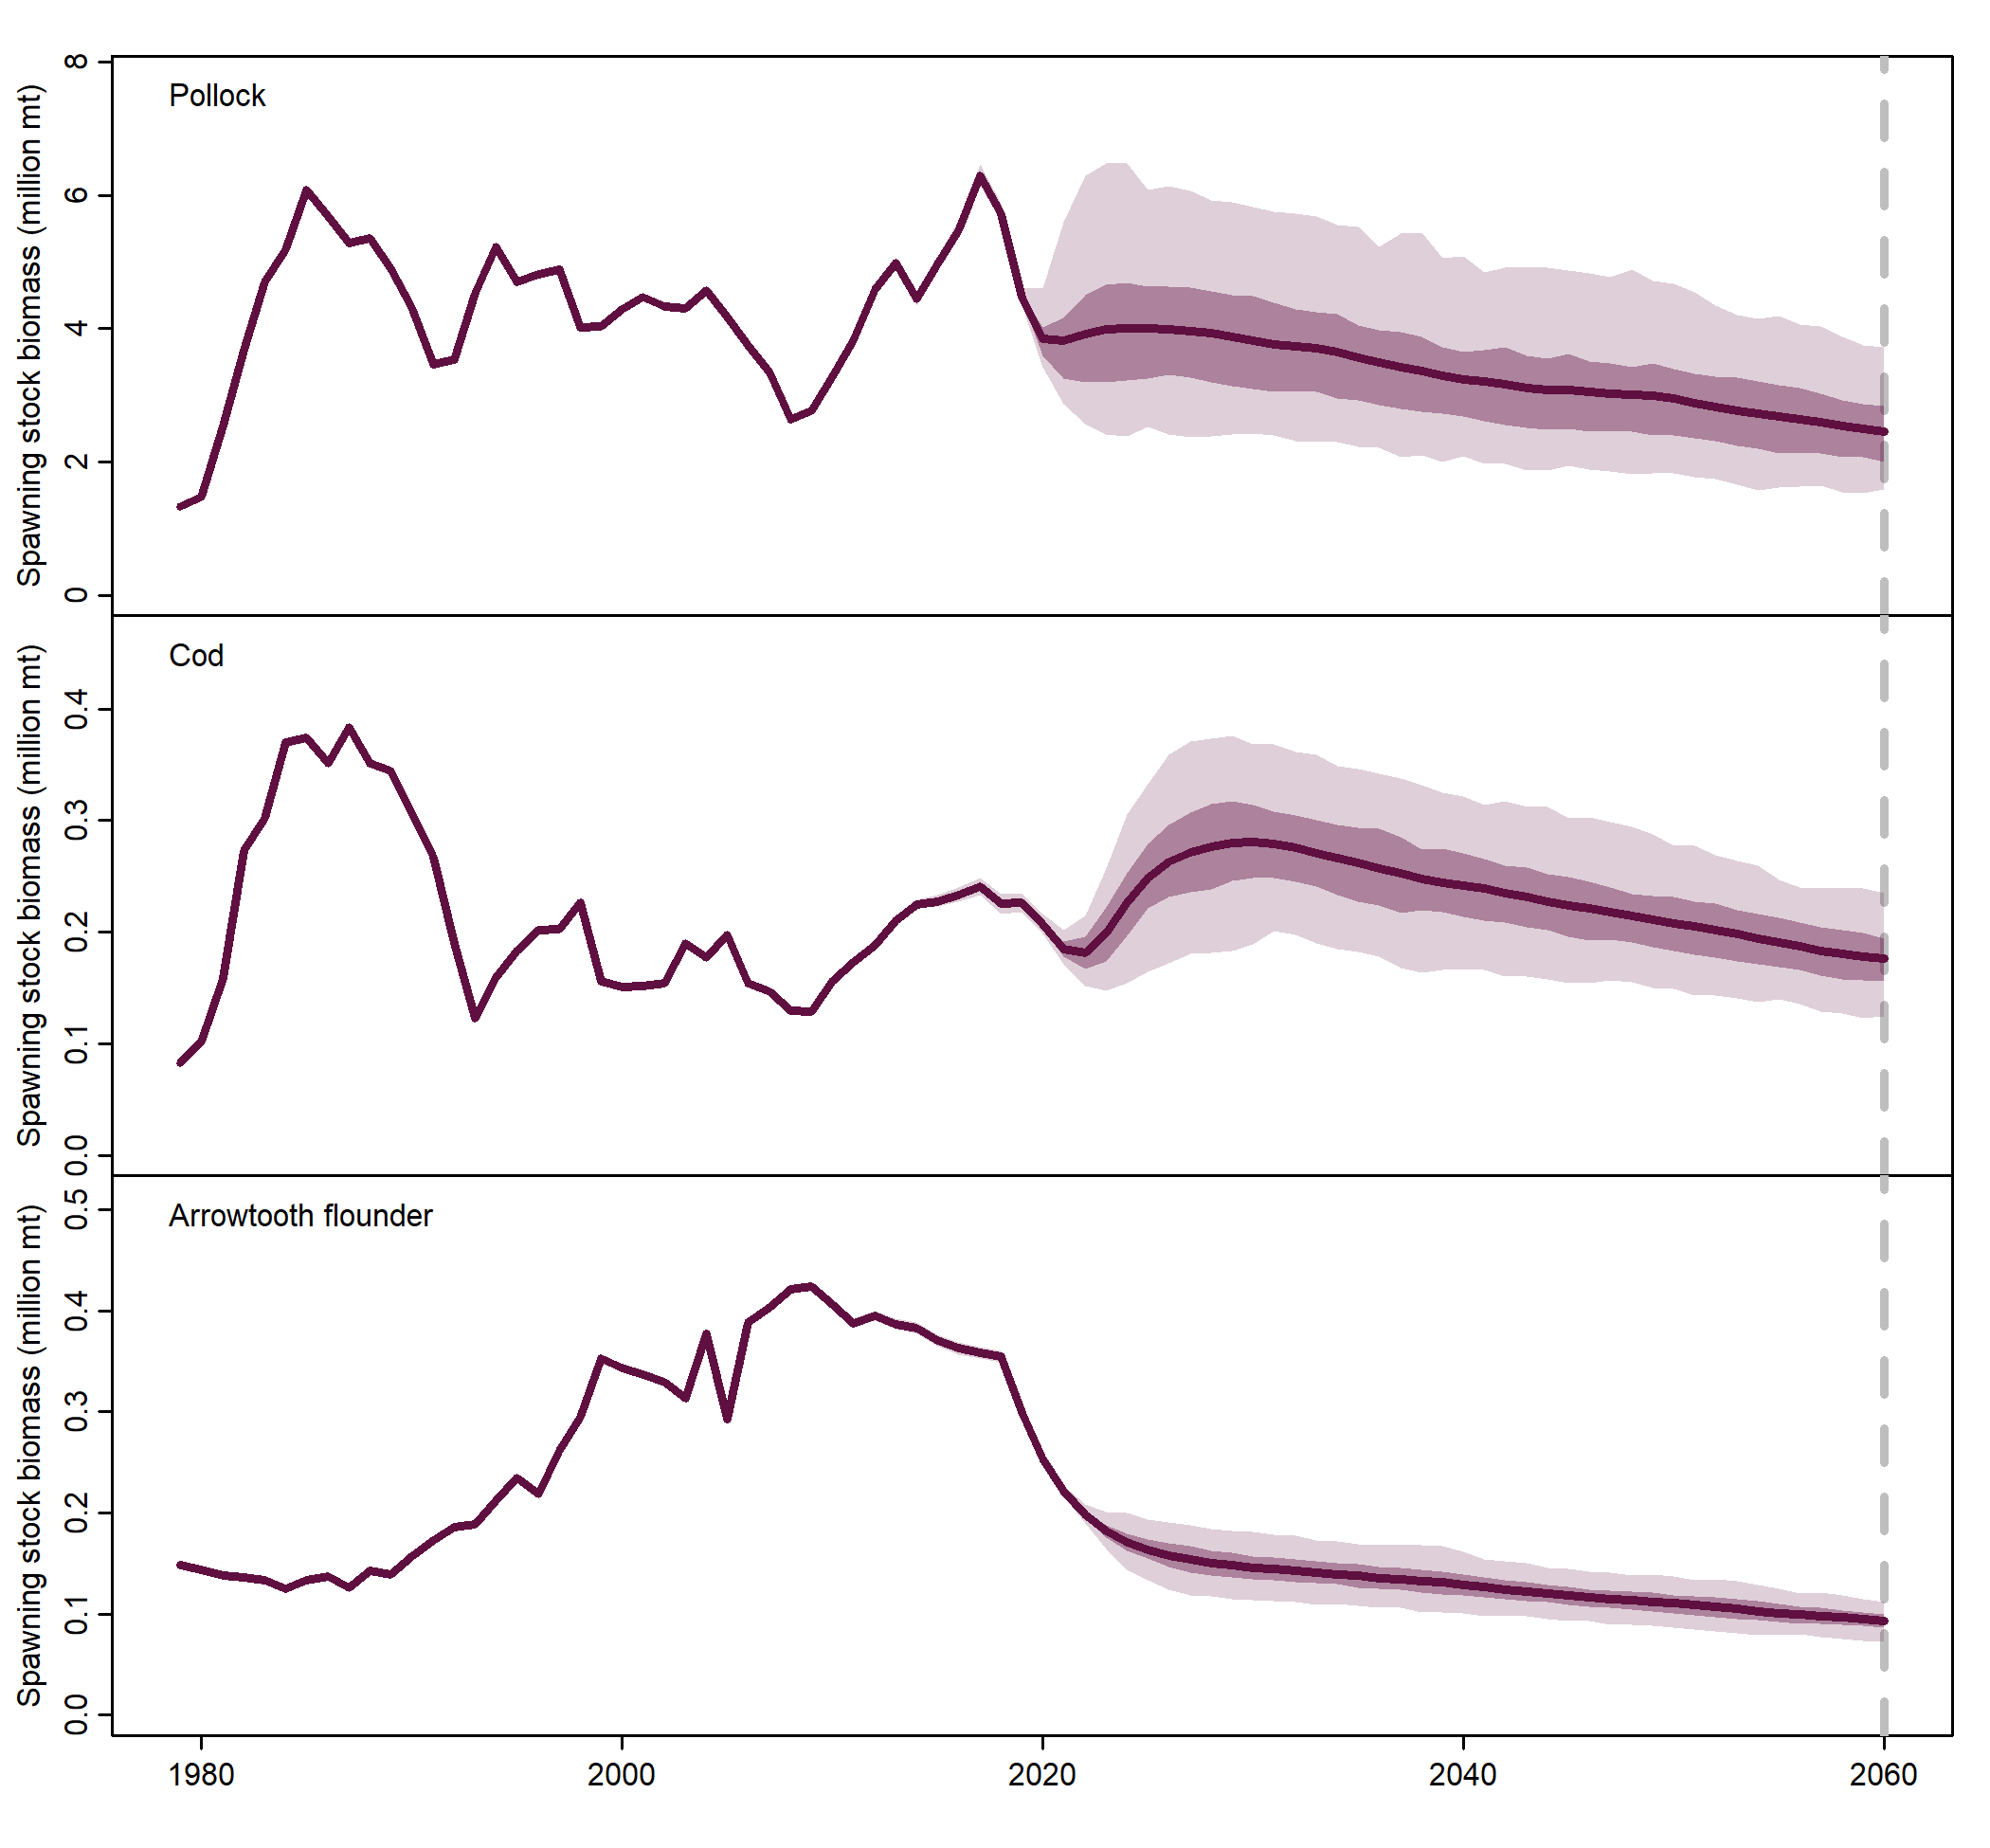 Pollock
Spawning stock biomass (million mt)
8
6
4
2
0
Cod
Spawning stock biomass (million mt)
0.4
0.3
0.2
0.1
0.0
Arrowtooth flounder
Spawning stock biomass (million mt)
0.5
0.4
0.3
0.2
0.1
0.0
1980 2000 2020 2040 2060